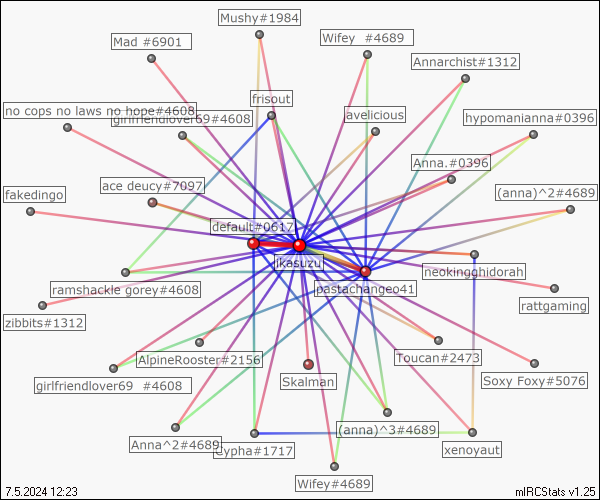 Mushy#1984
Mad #6901
Wifey  #4689
Annarchist#1312
frisout
no cops no laws no hope#4608
girlfriendlover69#4608
avelicious
hypomanianna#0396
Anna.#0396
ace deucy#7097
fakedingo
(anna)^2#4689
default#0617
jkasuzu
neokingghidorah
ramshackle gorey#4608
pastachange041
rattgaming
zibbits#1312
AlpineRooster#2156
Toucan#2473
girlfriendlover69  #4608
Skalman
Soxy Foxy#5076
(anna)^3#4689
Anna^2#4689
Cypha#1717
xenoyaut
Wifey#4689
7.5.2024 12:23
mIRCStats v1.25